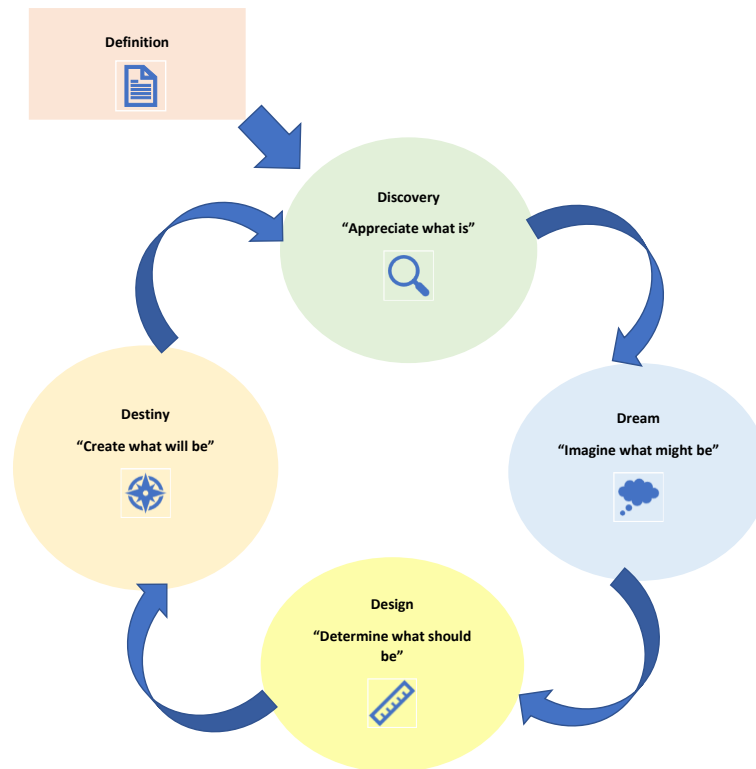 Definition
Discovery
“Appreciate what is”
Dream
“Imagine what might be”
Design
“Determine what should
be”
Destiny
“Create what will be”